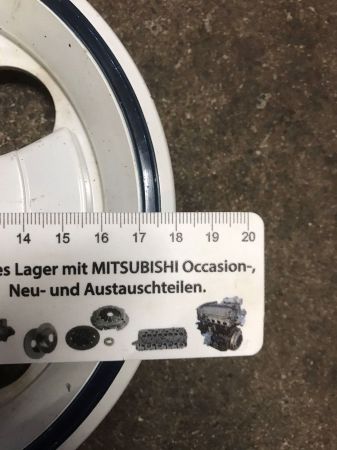 14 15 16 17 18 19 20
es Lager mit MITSUBISHI Occasion-,
Neu- und Austauschteilen.